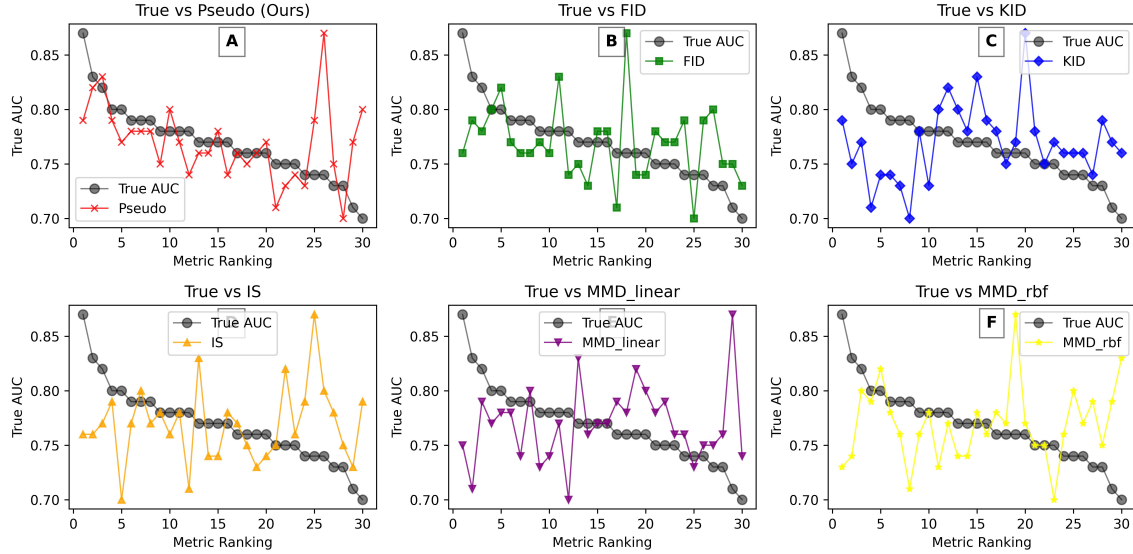 True vs Pseudo (Ours)
A
True AUC
0.85
0.80
0.75
0.70
True AUC
Pseudo
0 5 10 15 20 25 30
Metric Ranking
True vs FID
B
True AUC
FID
True AUC
0.85
0.80
0.75
0.70
0 5 10 15 20 25 30
Metric Ranking
True vs KID
C
True AUC
KID
True AUC
0.85
0.80
0.75
0.70
0 5 10 15 20 25 30
Metric Ranking
True vs IS
True AUC
IS
True AUC
0.85
0.80
0.75
0.70
0 5 10 15 20 25 30
Metric Ranking
True vs MMD_linear
True AUC
MMD_linear
True AUC
0.85
0.80
0.75
0.70
0 5 10 15 20 25 30
Metric Ranking
True vs MMD_rbf
F
True AUC
MMD_rbf
True AUC
0.85
0.80
0.75
0.70
0 5 10 15 20 25 30
Metric Ranking